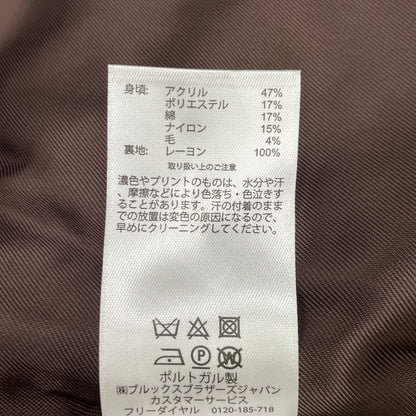 身頃: アクリル 47%
ポリエステル 17%
綿 17%
ナイロン 15%
毛 4%
裏地: レーヨン 100%
取り扱い上のご注意
濃色やプリントのものは、水分や汗
、摩擦などにより色落ち・色泣きす
ることがあります。汗の付着のまま
での放置は変色の原因になるので、
早めにクリーニングしてください。
ポルトガル製
㈱ブルックスブラザーズジャパン
カスタマーサービス
フリーダイヤル 0120-185-718